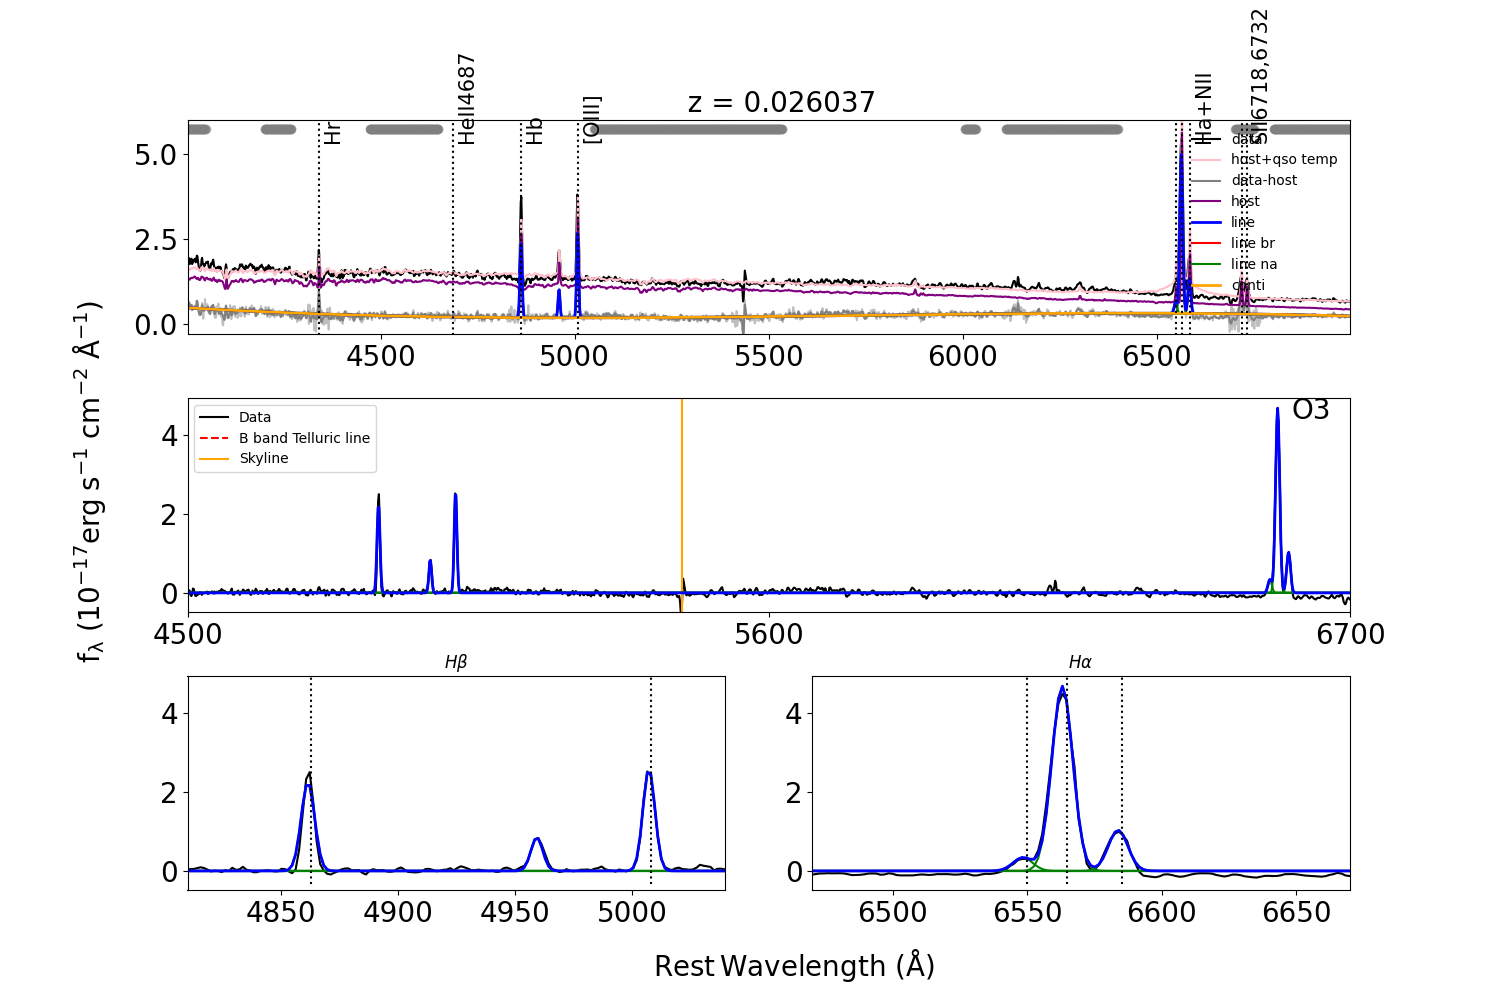 z = 0.026037
Hr
HeII4687
Hb
[OIII]
Ha+NII
SII6718,6732
data
host+qso temp
data-host
host
line
line br
line na
conti
5.0
2.5
0.0
4500 5000 5500 6000 6500
Data
B band Telluric line
Skyline
O3
4
2
0
4500 5600 6700
fλ (10−17erg s−1 cm−2 Å−1)
Hβ
4
2
0
4850 4900 4950 5000
Hα
4
2
0
6500 6550 6600 6650
Rest Wavelength (Å)